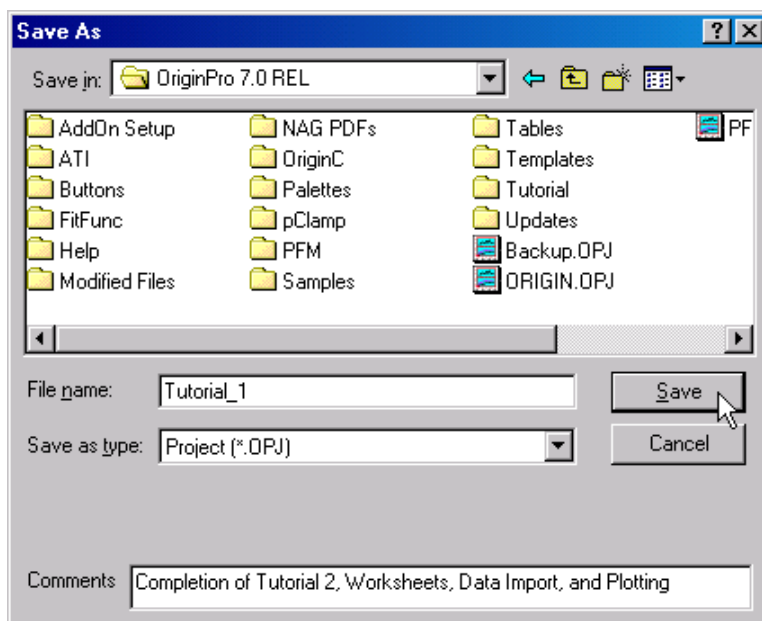 Save As
Save in: OriginPro 7.0 REL
AddOn Setup NAG PDFs Tables PF
ATI OriginC Templates
Buttons Palettes Tutorial
FitFunc pClamp Updates
Help PFM Backup.OPJ
Modified Files Samples ORIGIN.OPJ
File name: Tutorial_1 Save
Save as type: Project (*.OPJ) Cancel
Comments Completion of Tutorial 2, Worksheets, Data Import, and Plotting